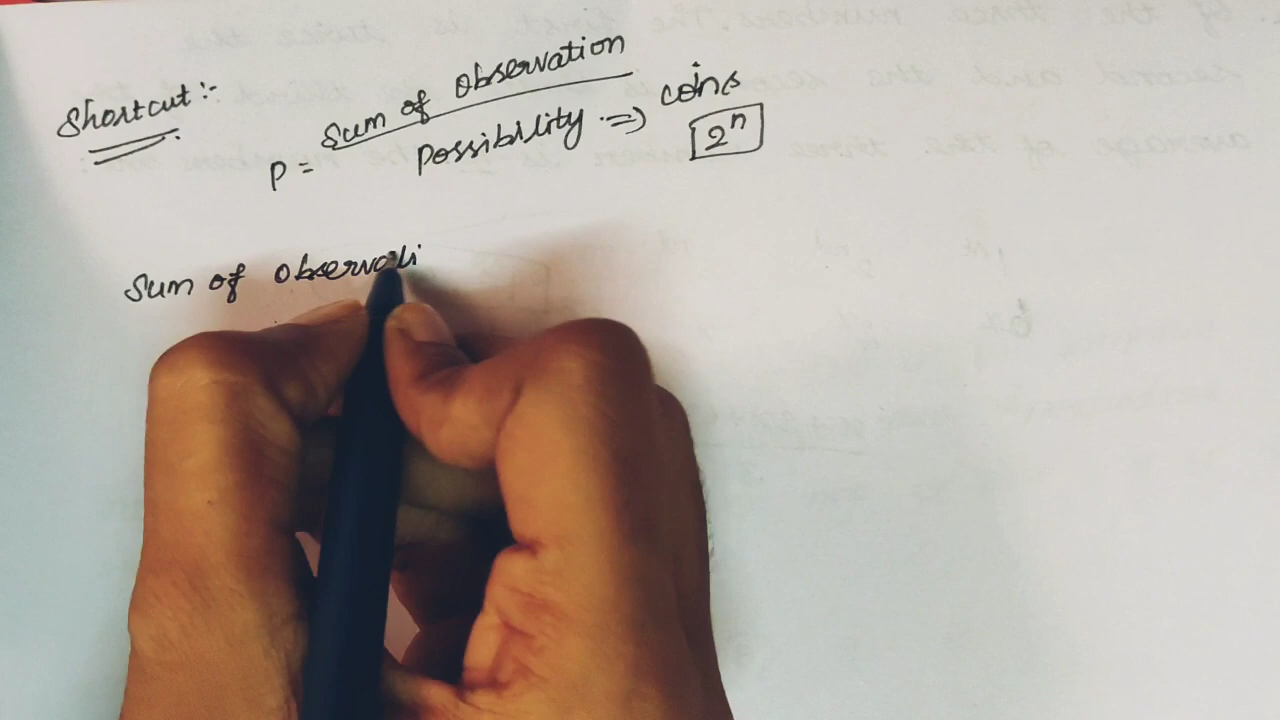 Shortcut :-
P = Sum of Observation
possibility => coins
2ⁿ
Sum of Observati